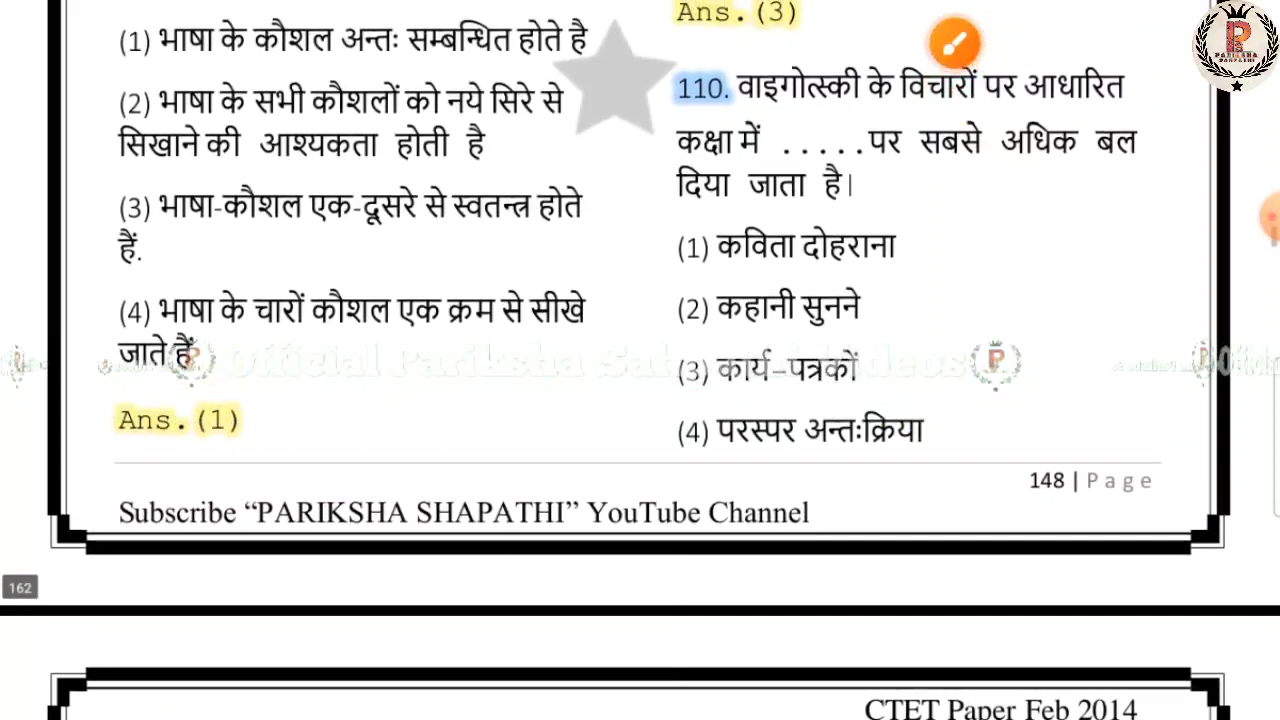 (1) भाषा के कौशल अन्तः सम्बन्धित होते है
(2) भाषा के सभी कौशलों को नये सिरे से
सिखाने की आश्यकता होती है
(3) भाषा-कौशल एक-दूसरे से स्वतन्त्र होते
हैं.
(4) भाषा के चारों कौशल एक क्रम से सीखे
जाते हैं
Ans.(1)
Ans.(3)
110. वाइगोत्स्की के विचारों पर आधारित
कक्षा में .....पर सबसे अधिक बल
दिया जाता है।
(1) कविता दोहराना
(2) कहानी सुनने
(3) कार्य–पत्रकों
(4) परस्पर अन्तःक्रिया
148 | Page
Subscribe “PARIKSHA SHAPATHI” YouTube Channel
162
CTET Paper Feb 2014